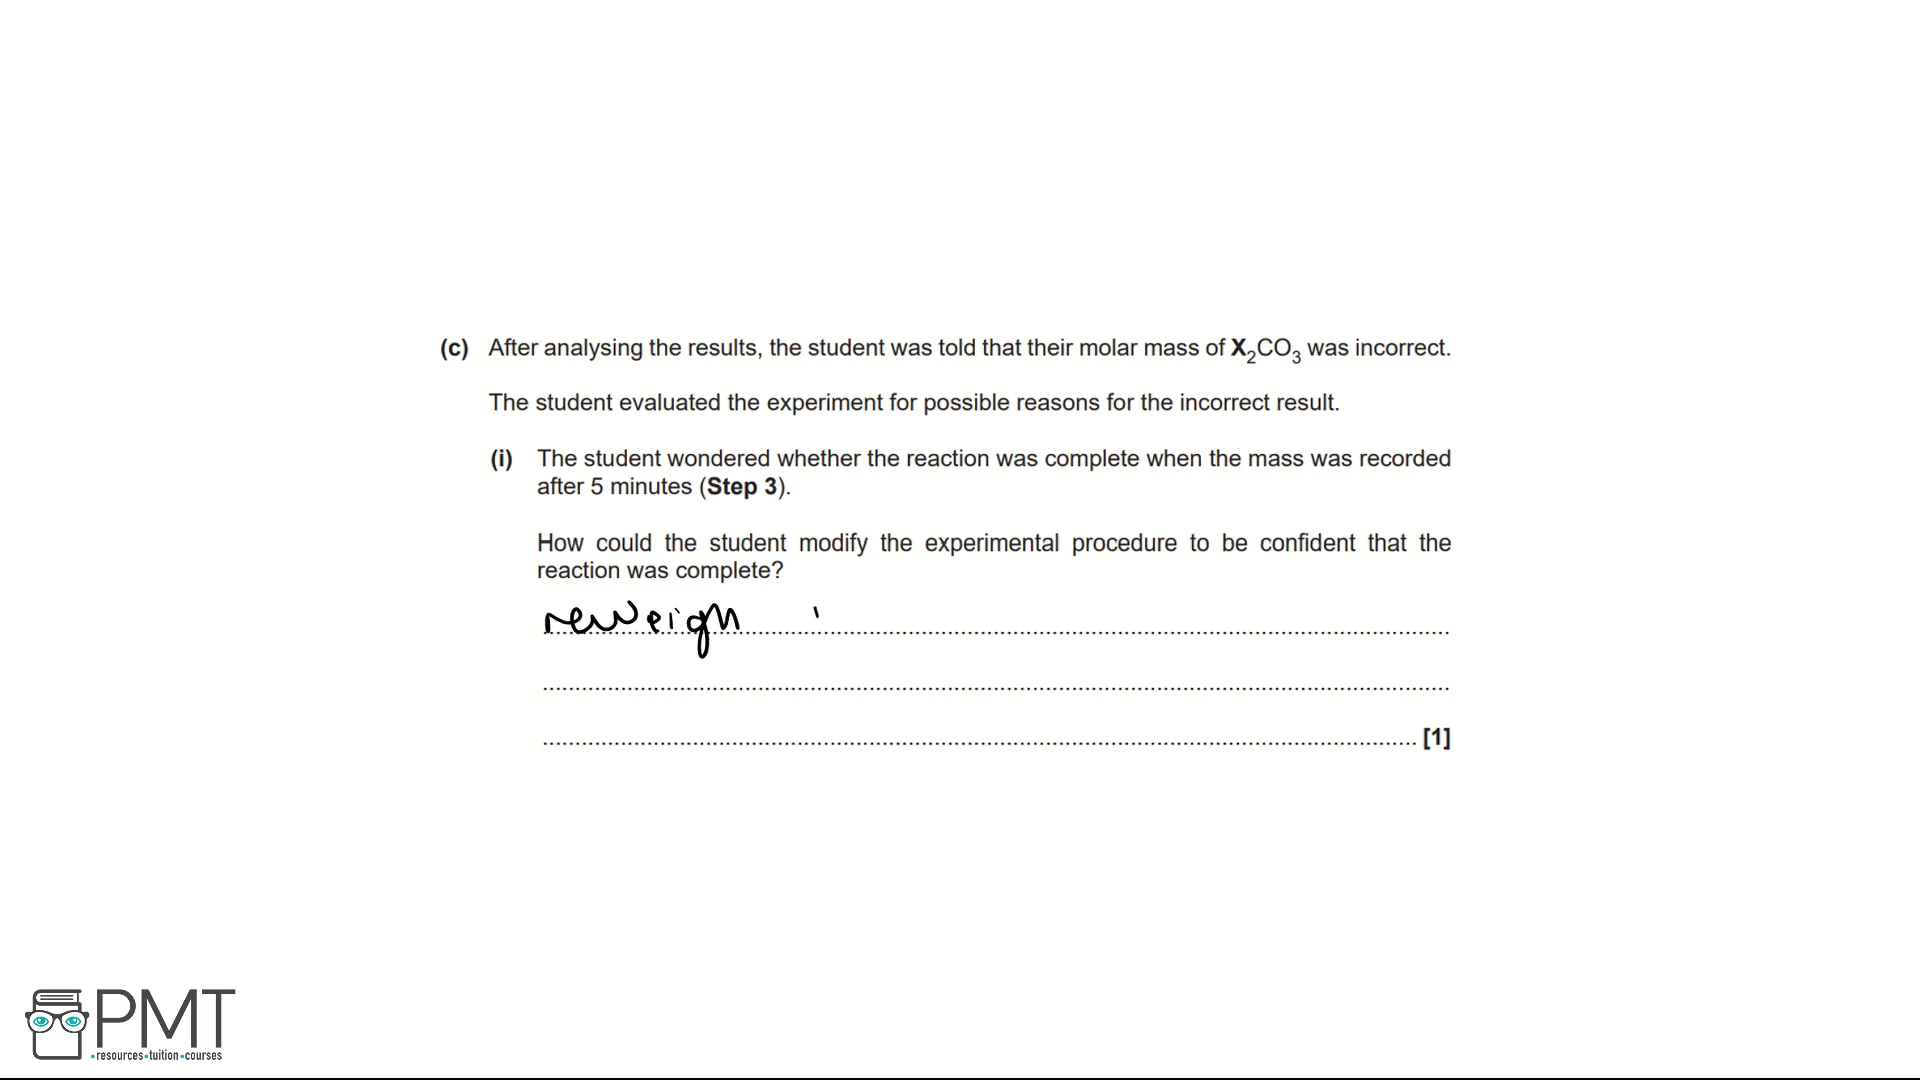 (c) After analysing the results, the student was told that their molar mass of X₂CO₃ was incorrect.
The student evaluated the experiment for possible reasons for the incorrect result.
(i) The student wondered whether the reaction was complete when the mass was recorded
after 5 minutes (Step 3).
How could the student modify the experimental procedure to be confident that the
reaction was complete?
reweigh
[1]
PMT
•resources•tuition•courses